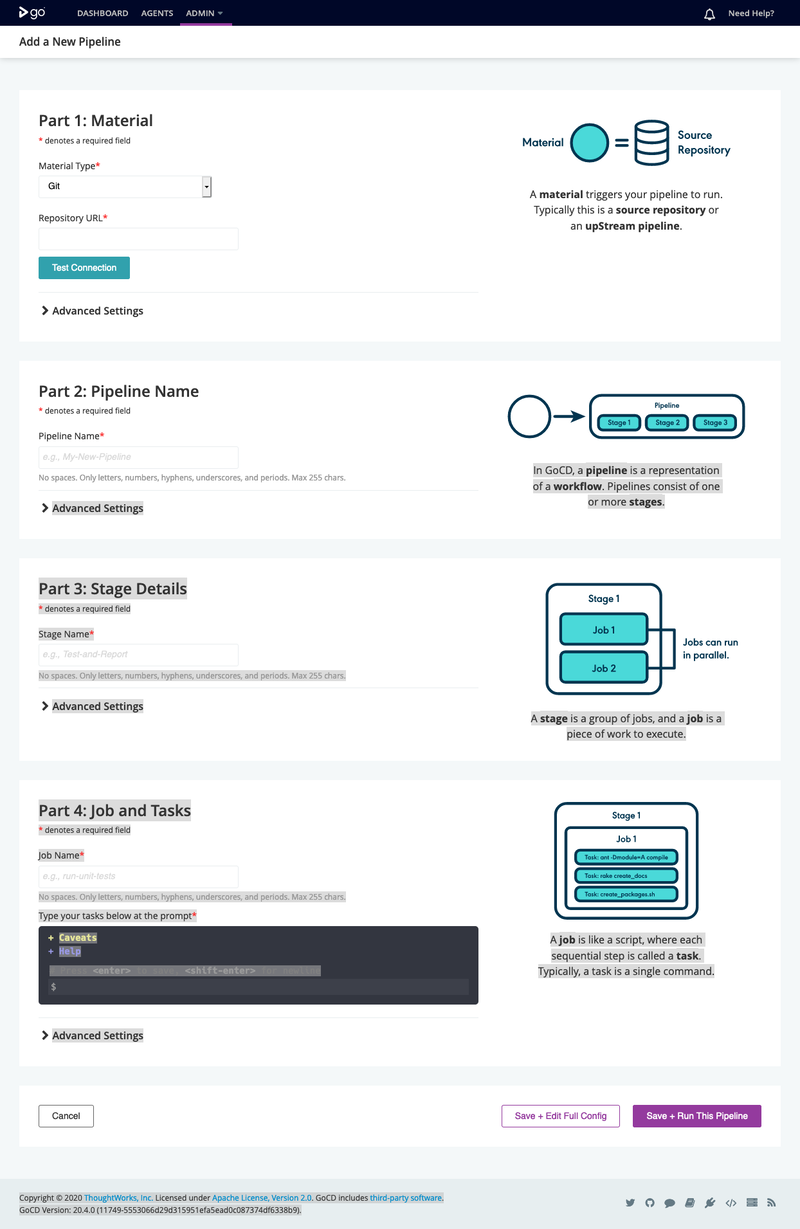 go
DASHBOARD AGENTS ADMIN
Need Help?
Add a New Pipeline
Part 1: Material
* denotes a required field
Material Type*
Git
Repository URL*
Test Connection
Advanced Settings
Material = Source Repository
A material triggers your pipeline to run.
Typically this is a source repository or
an upStream pipeline.
Part 2: Pipeline Name
* denotes a required field
Pipeline Name*
e.g., My-New-Pipeline
No spaces. Only letters, numbers, hyphens, underscores, and periods. Max 255 chars.
Advanced Settings
Pipeline
Stage 1 Stage 2 Stage 3
In GoCD, a pipeline is a representation
of a workflow. Pipelines consist of one
or more stages.
Part 3: Stage Details
* denotes a required field
Stage Name*
e.g., Test-and-Report
No spaces. Only letters, numbers, hyphens, underscores, and periods. Max 255 chars.
Advanced Settings
Stage 1
Job 1
Job 2
Jobs can run
in parallel.
A stage is a group of jobs, and a job is a
piece of work to execute.
Part 4: Job and Tasks
* denotes a required field
Job Name*
e.g., run-unit-tests
No spaces. Only letters, numbers, hyphens, underscores, and periods. Max 255 chars.
Type your tasks below at the prompt*
+ Caveats
+ Help
# Press <enter> to save, <shift-enter> for newline
$
Advanced Settings
Stage 1
Job 1
Task: ant -Dmodule=A compile
Task: rake create_docs
Task: create_packages.sh
A job is like a script, where each
sequential step is called a task.
Typically, a task is a single command.
Cancel
Save + Edit Full Config
Save + Run This Pipeline
Copyright © 2020 ThoughtWorks, Inc. Licensed under Apache License, Version 2.0. GoCD includes third-party software.
GoCD Version: 20.4.0 (11749-5553066d29d315951efa5ead0c087374df6338b9).